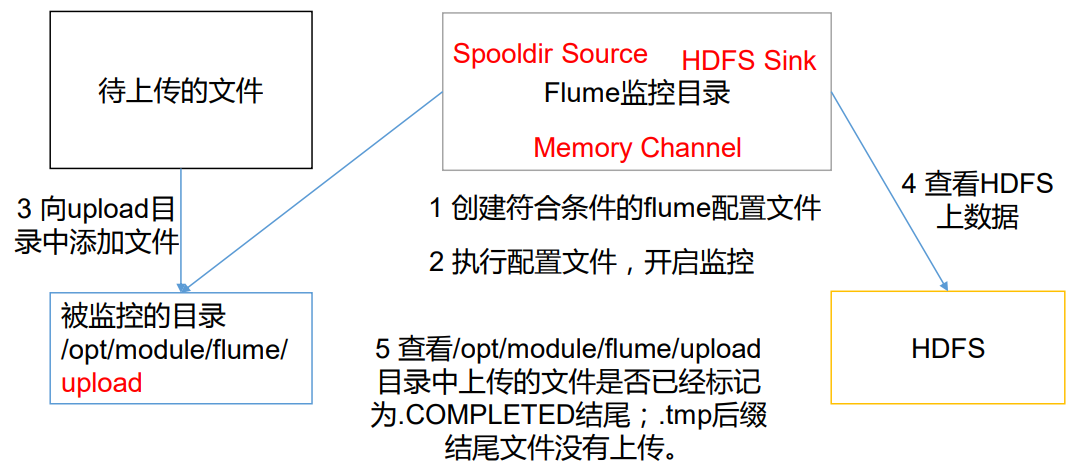 待上传的文件
Spooldir Source
HDFS Sink
Flume监控目录
Memory Channel
3 向upload目
录中添加文件
1 创建符合条件的flume配置文件
2 执行配置文件，开启监控
4 查看HDFS
上数据
被监控的目录
/opt/module/flume/
upload
5 查看/opt/module/flume/upload
目录中上传的文件是否已经标记
为.COMPLETED结尾；.tmp后缀
结尾文件没有上传。
HDFS